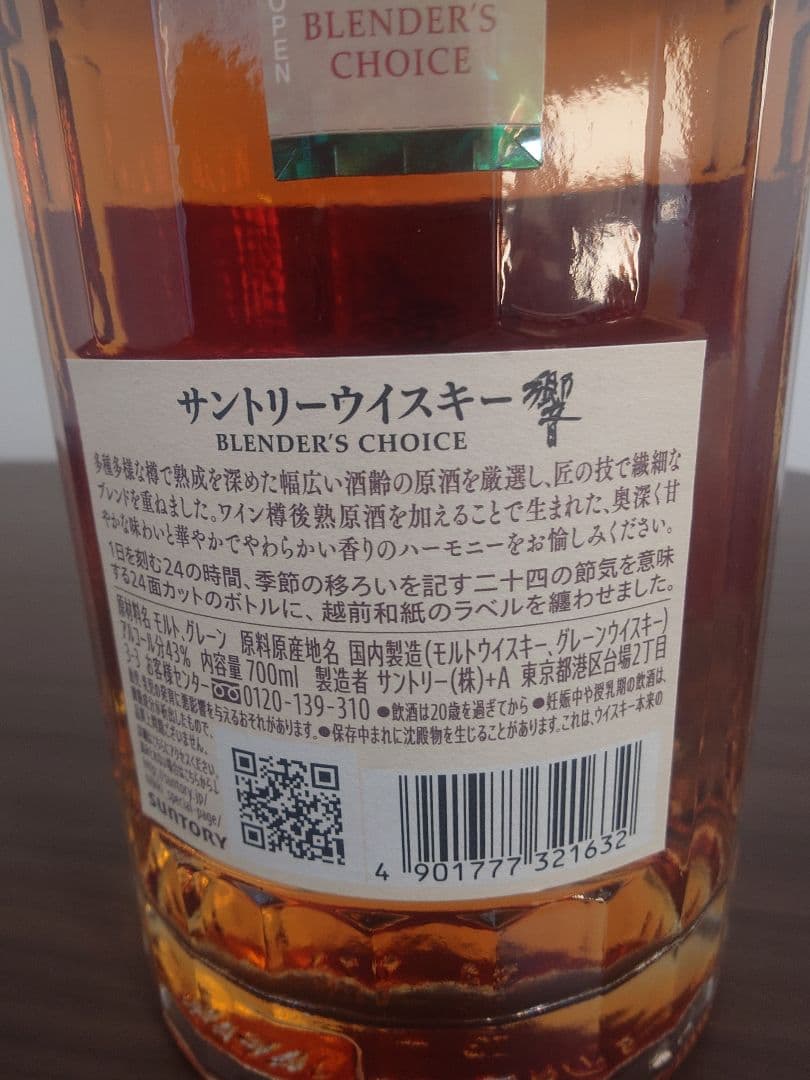 OPEN
BLENDER'S
CHOICE
サントリーウイスキー響
BLENDER'S CHOICE
多種多様な樽で熟成を深めた幅広い酒齢の原酒を厳選し、匠の技で繊細な
ブレンドを重ねました。ワイン樽後熟原酒を加えることで生まれた、奥深く甘
やかな味わいと華やかでやわらかい香りのハーモニーをお愉しみください。
1日を刻む24の時間、季節の移ろいを記す二十四の節気を意味
する24面カットのボトルに、越前和紙のラベルを纏わせました。
原材料名 モルト、グレーン 原料原産地名 国内製造(モルトウイスキー、グレーンウイスキー)
アルコール分43% 内容量700ml 製造者 サントリー(株)+A 東京都港区台場2丁目
3-3 お客様センター 0120-139-310 ●飲酒は20歳を過ぎてから ●妊娠中や授乳期の飲酒は、
胎児・乳児の発育に悪影響を与えるおそれがあります。●保存中まれに沈殿物を生じることがあります。これは、ウイスキー本来の
SUNTORY
4 901777 321632